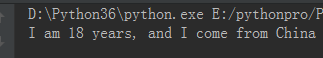 D:\Python36\python.exe E:/pythonpro/P
I am 18 years, and I come from China